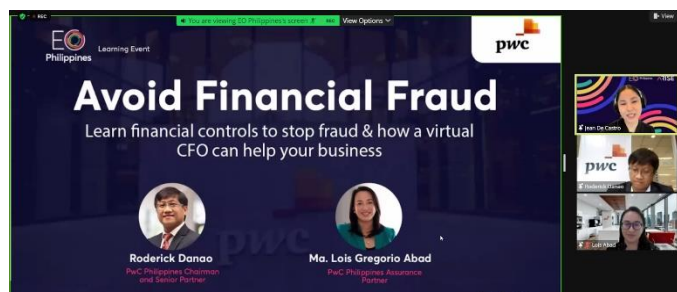 REC
You are viewing EO Philippines's screen
View Options
View
EO
Philippines
Learning Event
pwc
Avoid Financial Fraud
Learn financial controls to stop fraud & how a virtual
CFO can help your business
pwc
Roderick Danao
PwC Philippines Chairman
and Senior Partner
Ma. Lois Gregorio Abad
PwC Philippines Assurance
Partner
Jean De Castro
pwc
Roderick Danao
Lois Abad